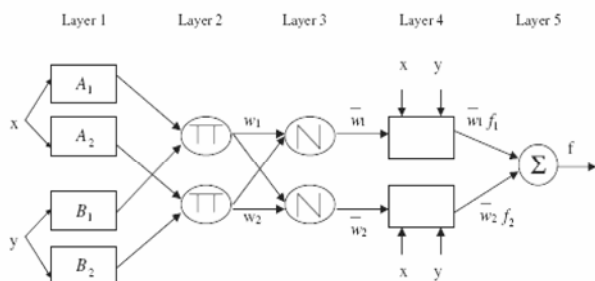 Layer 1 Layer 2 Layer 3 Layer 4 Layer 5
x y
A₁
w₁ w̅₁ w̅₁ f₁
x ∏ N
A₂
f
Σ
B₁
∏ N
w₂ w̅₂ w̅₂ f₂
y
B₂
x y